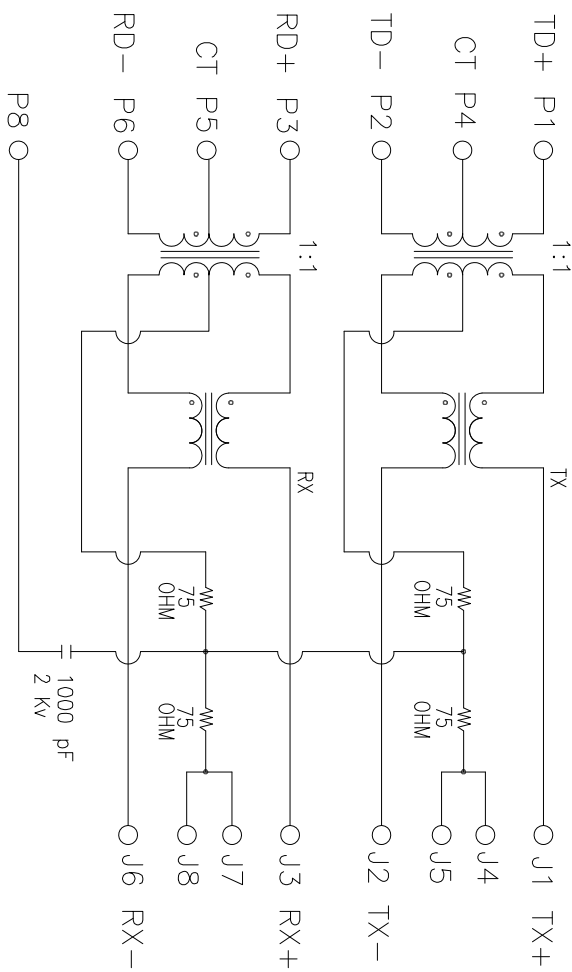 TD+ P1
CT P4
TD- P2
RD+ P3
CT P5
RD- P6
P8
1:1
1:1
TX
RX
75
OHM
75
OHM
75
OHM
75
OHM
1000 pF
2 Kv
J1 TX+
J4
J5
J2 TX-
J3 RX+
J7
J8
J6 RX-